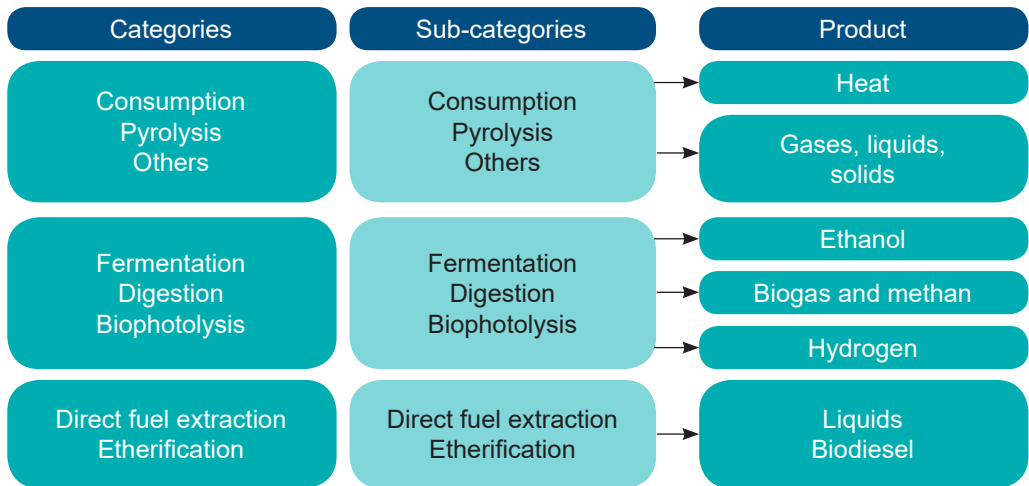 Categories
Sub-categories
Product
Consumption
Pyrolysis
Others
Consumption
Pyrolysis
Others
Heat
Gases, liquids,
solids
Fermentation
Digestion
Biophotolysis
Fermentation
Digestion
Biophotolysis
Ethanol
Biogas and methan
Hydrogen
Direct fuel extraction
Etherification
Direct fuel extraction
Etherification
Liquids
Biodiesel